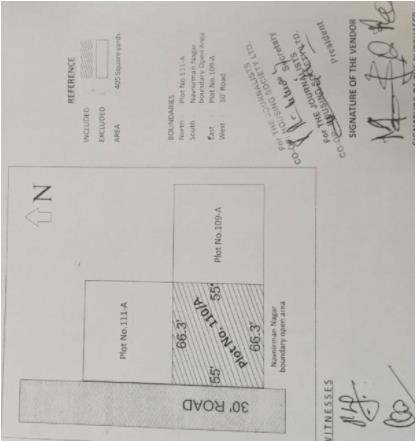 REFERENCE
INCLUDED
EXCLUDED
AREA : 405 Square yards
BOUNDARIES
North : Plot No.111-A
South : Navnirman Nagar
boundary Open Area
East : Plot No.109-A
West : 30' Road
for THE JOURNALISTS
CO-OP HOUSING SOCIETY LTD.
Secretary
for THE JOURNALISTS
CO-OP HOUSING SOCIETY LTD.
President
SIGNATURE OF THE VENDOR
N
Plot No.111-A
Plot No.109-A
66.3'
55'
Plot No. 110/A
55'
66.3'
30' ROAD
Navnirman Nagar
boundary open area
WITNESSES